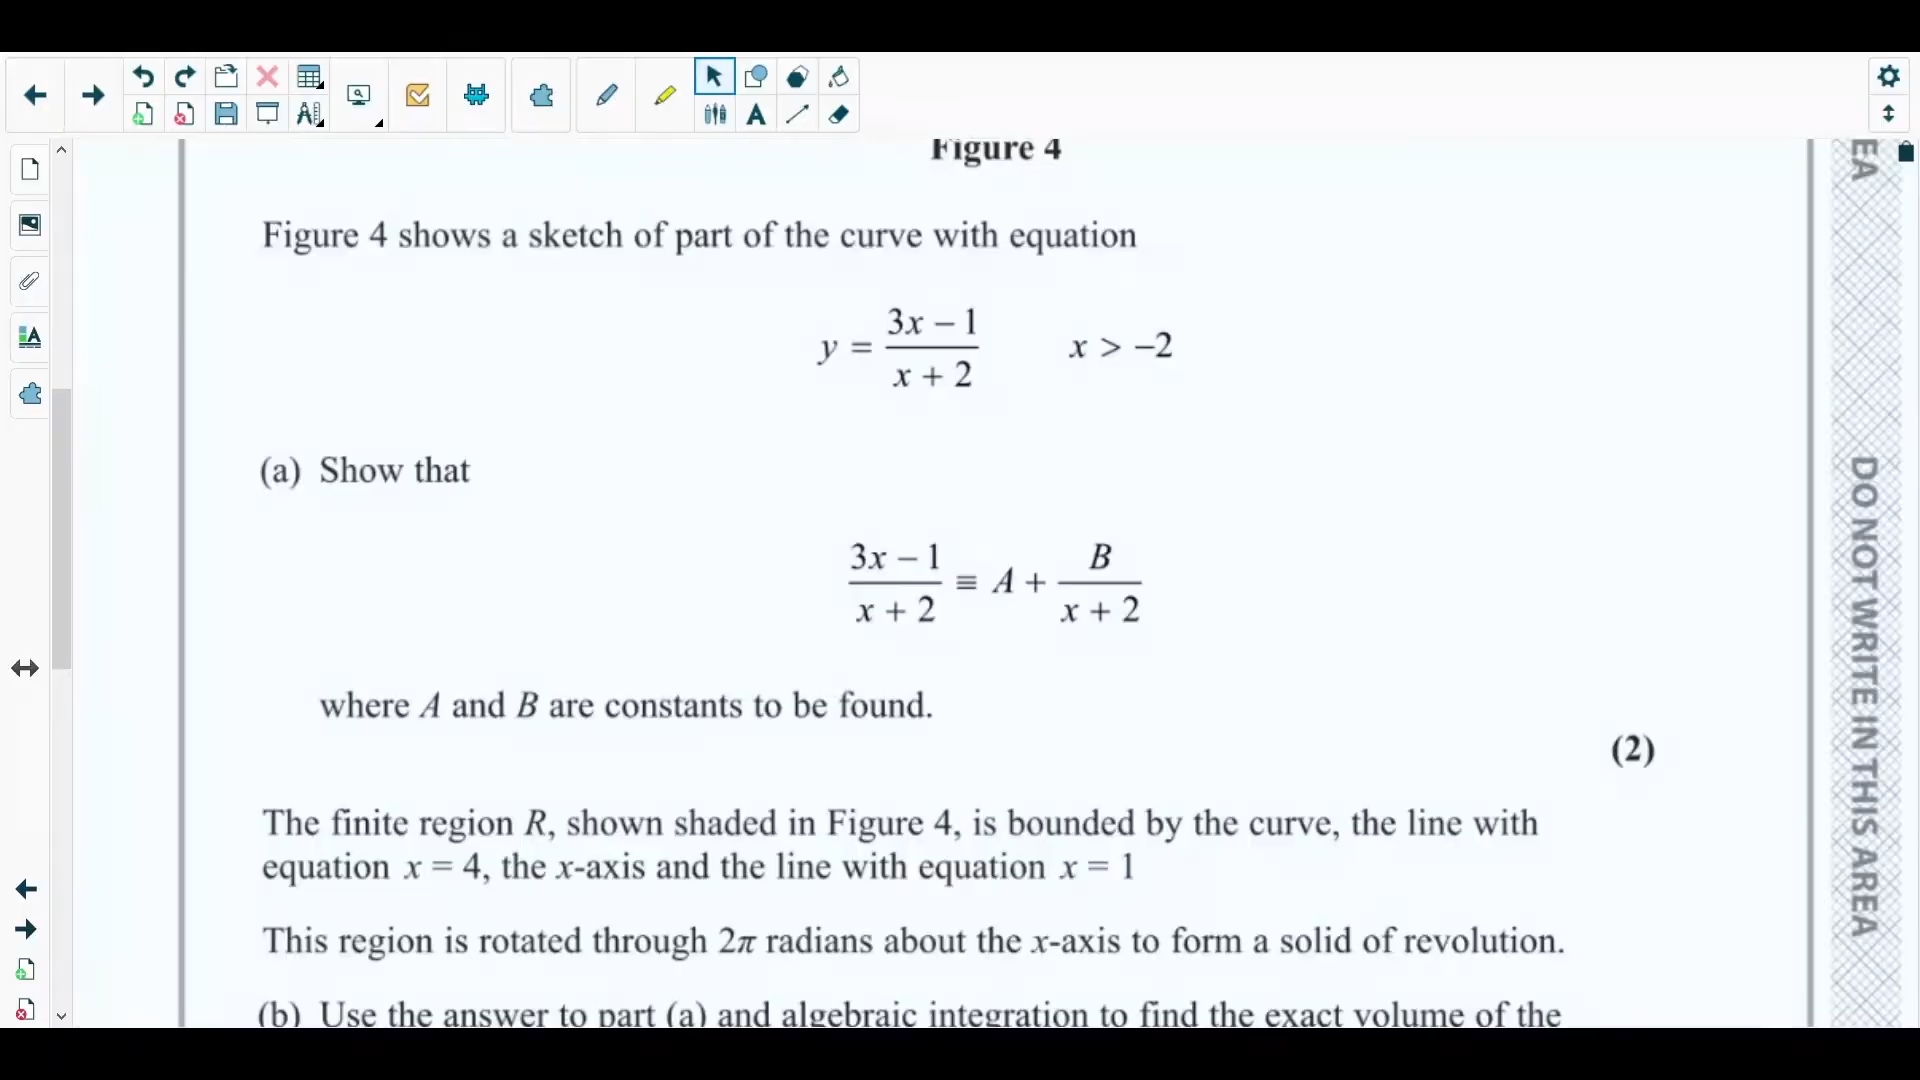 Figure 4
Figure 4 shows a sketch of part of the curve with equation
y = \frac{3x − 1}{x + 2}    x > −2
(a) Show that
\frac{3x − 1}{x + 2} ≡ A + \frac{B}{x + 2}
where A and B are constants to be found.
(2)
The finite region R, shown shaded in Figure 4, is bounded by the curve, the line with
equation x = 4, the x-axis and the line with equation x = 1
This region is rotated through 2π radians about the x-axis to form a solid of revolution.
(b) Use the answer to part (a) and algebraic integration to find the exact volume of the
EA
DO NOT WRITE IN THIS AREA